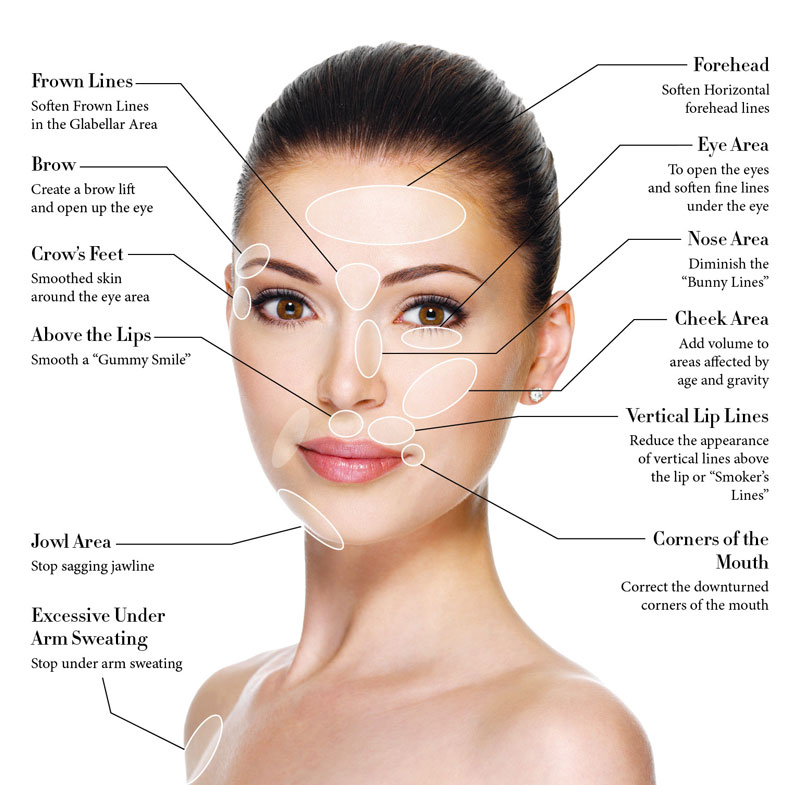 Frown Lines
Soften Frown Lines
in the Glabellar Area
Brow
Create a brow lift
and open up the eye
Crow's Feet
Smoothed skin
around the eye area
Above the Lips
Smooth a “Gummy Smile”
Jowl Area
Stop sagging jawline
Excessive Under
Arm Sweating
Stop under arm sweating
Forehead
Soften Horizontal
forehead lines
Eye Area
To open the eyes
and soften fine lines
under the eye
Nose Area
Diminish the
“Bunny Lines”
Cheek Area
Add volume to
areas affected by
age and gravity
Vertical Lip Lines
Reduce the appearance
of vertical lines above
the lip or “Smoker's
Lines”
Corners of the
Mouth
Correct the downturned
corners of the mouth